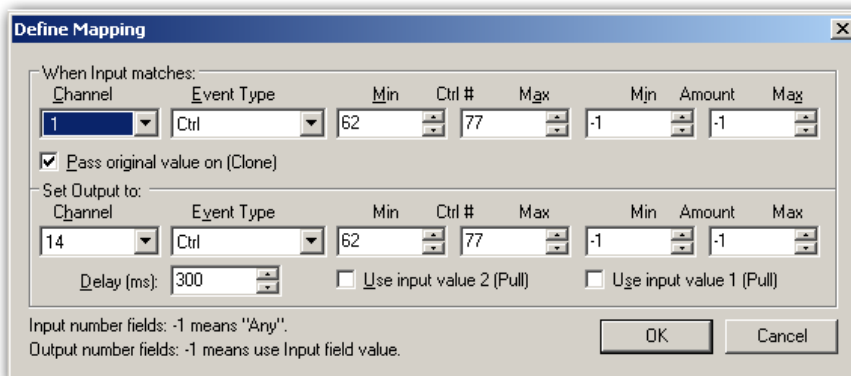 Define Mapping
When Input matches:
Channel Event Type Min Ctrl # Max Min Amount Max
1 Ctrl 62 77 -1 -1
Pass original value on (Clone)
Set Output to:
Channel Event Type Min Ctrl # Max Min Amount Max
14 Ctrl 62 77 -1 -1
Delay (ms): 300 Use input value 2 (Pull) Use input value 1 (Pull)
Input number fields: -1 means "Any".
Output number fields: -1 means use Input field value.
OK Cancel